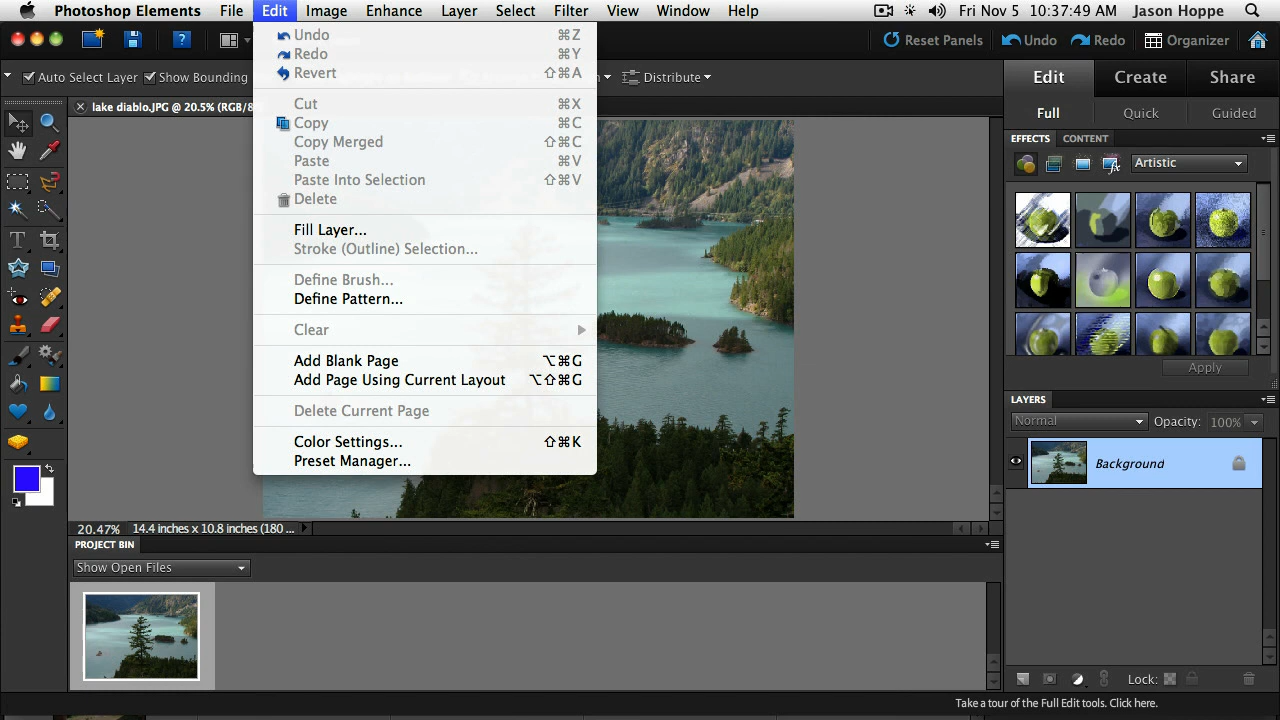 Photoshop Elements File Edit Image Enhance Layer Select Filter View Window Help Fri Nov 5 10:37:49 AM Jason Hoppe
Reset Panels Undo Redo Organizer
Auto Select Layer Show Bounding Distribute
Edit Create Share
Full Quick Guided
lake diablo.JPG @ 20.5% (RGB/8
Undo ⌘Z
Redo ⌘Y
Revert ⇧⌘A
Cut ⌘X
Copy ⌘C
Copy Merged ⇧⌘C
Paste ⌘V
Paste Into Selection ⇧⌘V
Delete
Fill Layer...
Stroke (Outline) Selection...
Define Brush...
Define Pattern...
Clear
Add Blank Page ⌥⌘G
Add Page Using Current Layout ⌥⇧⌘G
Delete Current Page
Color Settings... ⇧⌘K
Preset Manager...
EFFECTS CONTENT
Artistic
Apply
LAYERS
Normal Opacity: 100%
Background
20.47% 14.4 inches x 10.8 inches (180 ...
PROJECT BIN
Show Open Files
Lock:
Take a tour of the Full Edit tools. Click here.